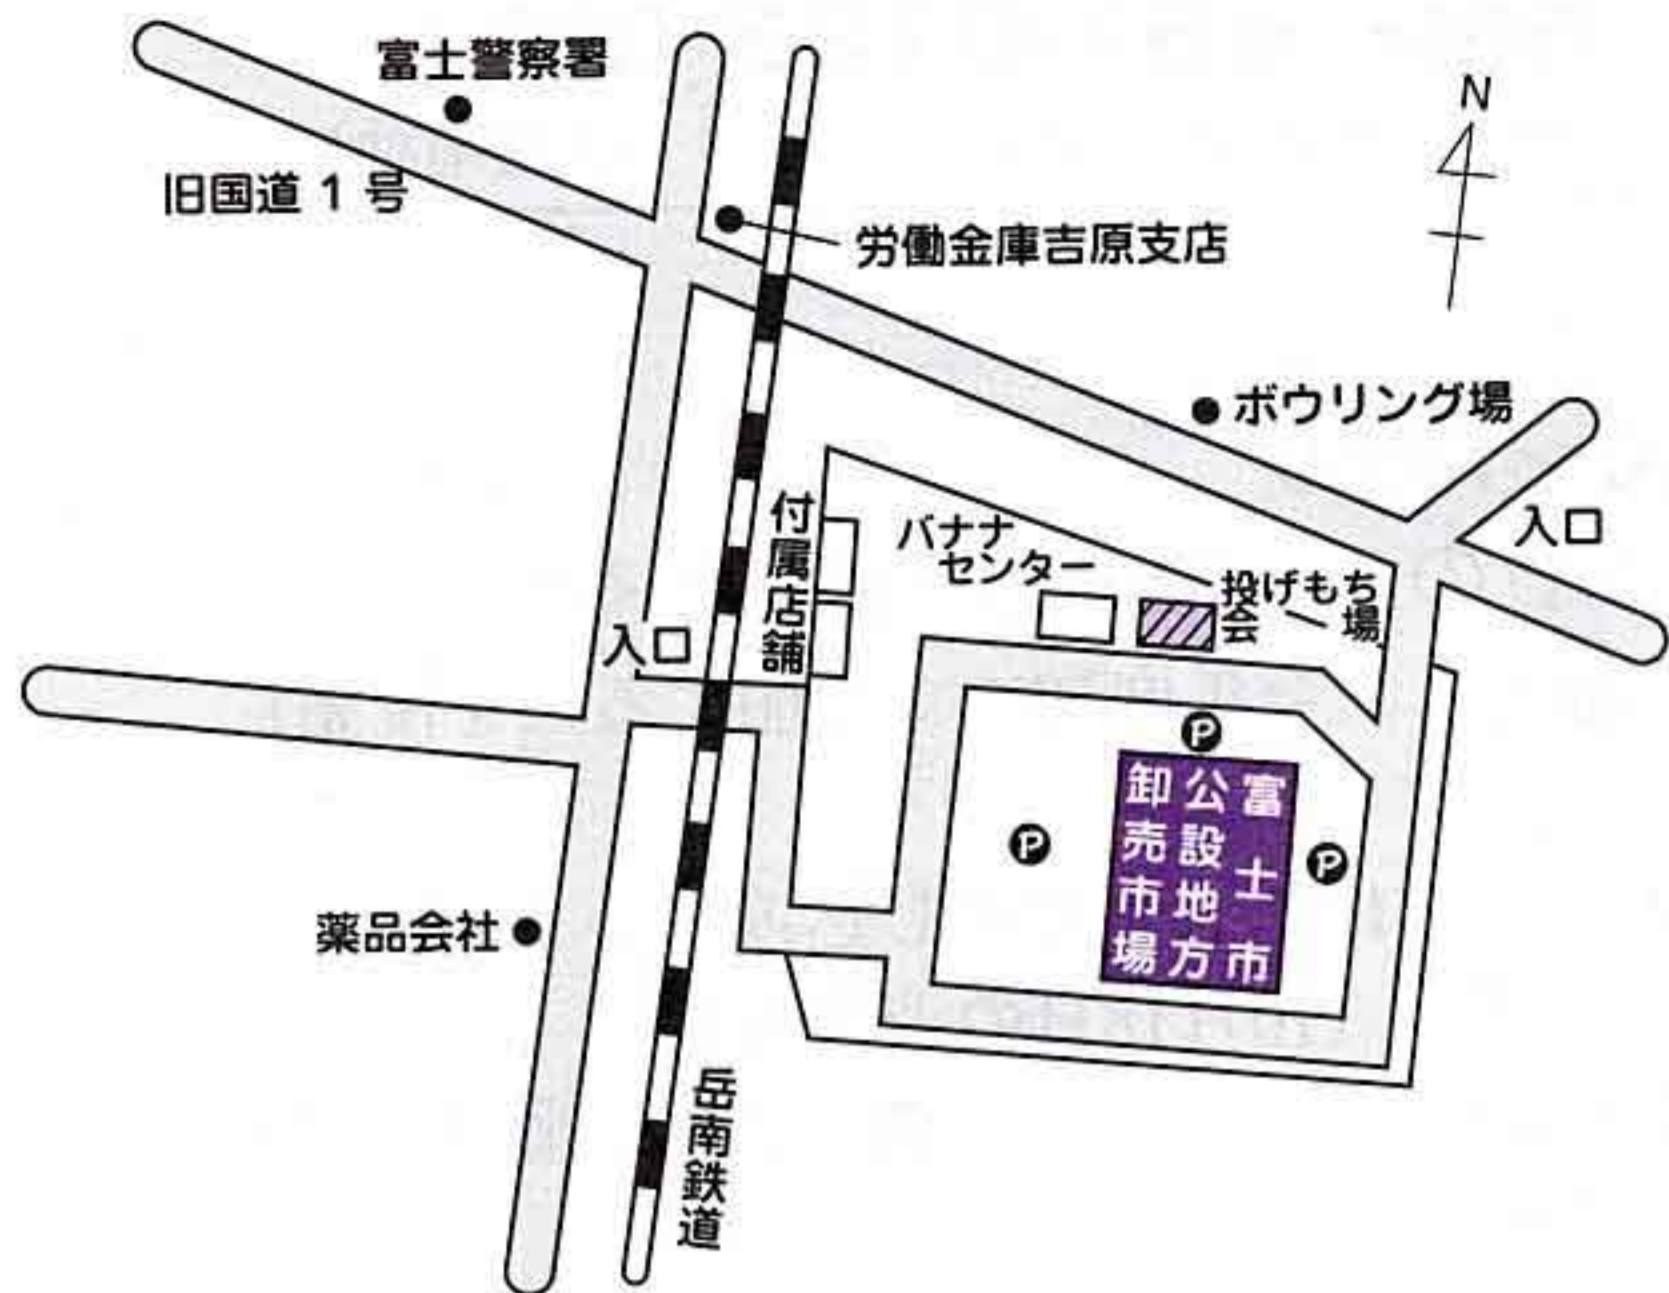 富士警察署
N
旧国道1号
労働金庫吉原支店
ボウリング場
入口
付属店舗
バナナ
センター
投げもち
会場
入口
P
P
P
富士市
公設地方
卸売市場
薬品会社
岳南鉄道